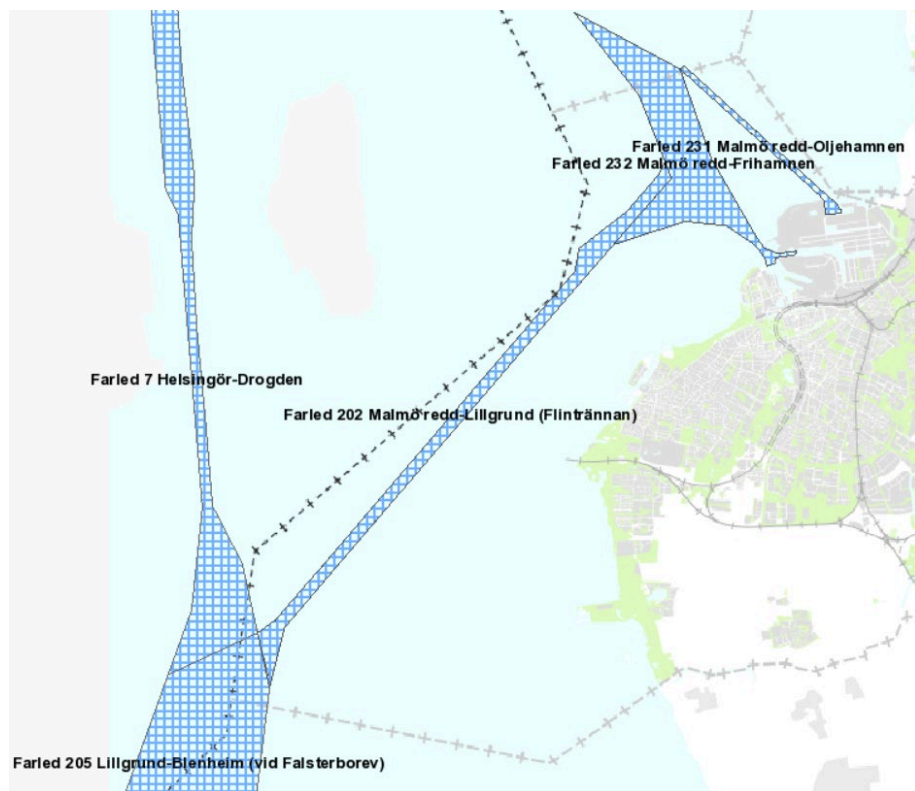 Farled 231 Malmö redd-Oljehamnen
Farled 232 Malmö redd-Frihamnen
Farled 7 Helsingör-Drogden
Farled 202 Malmö redd-Lillgrund (Flintrännan)
Farled 205 Lillgrund-Blenheim (vid Falsterborev)